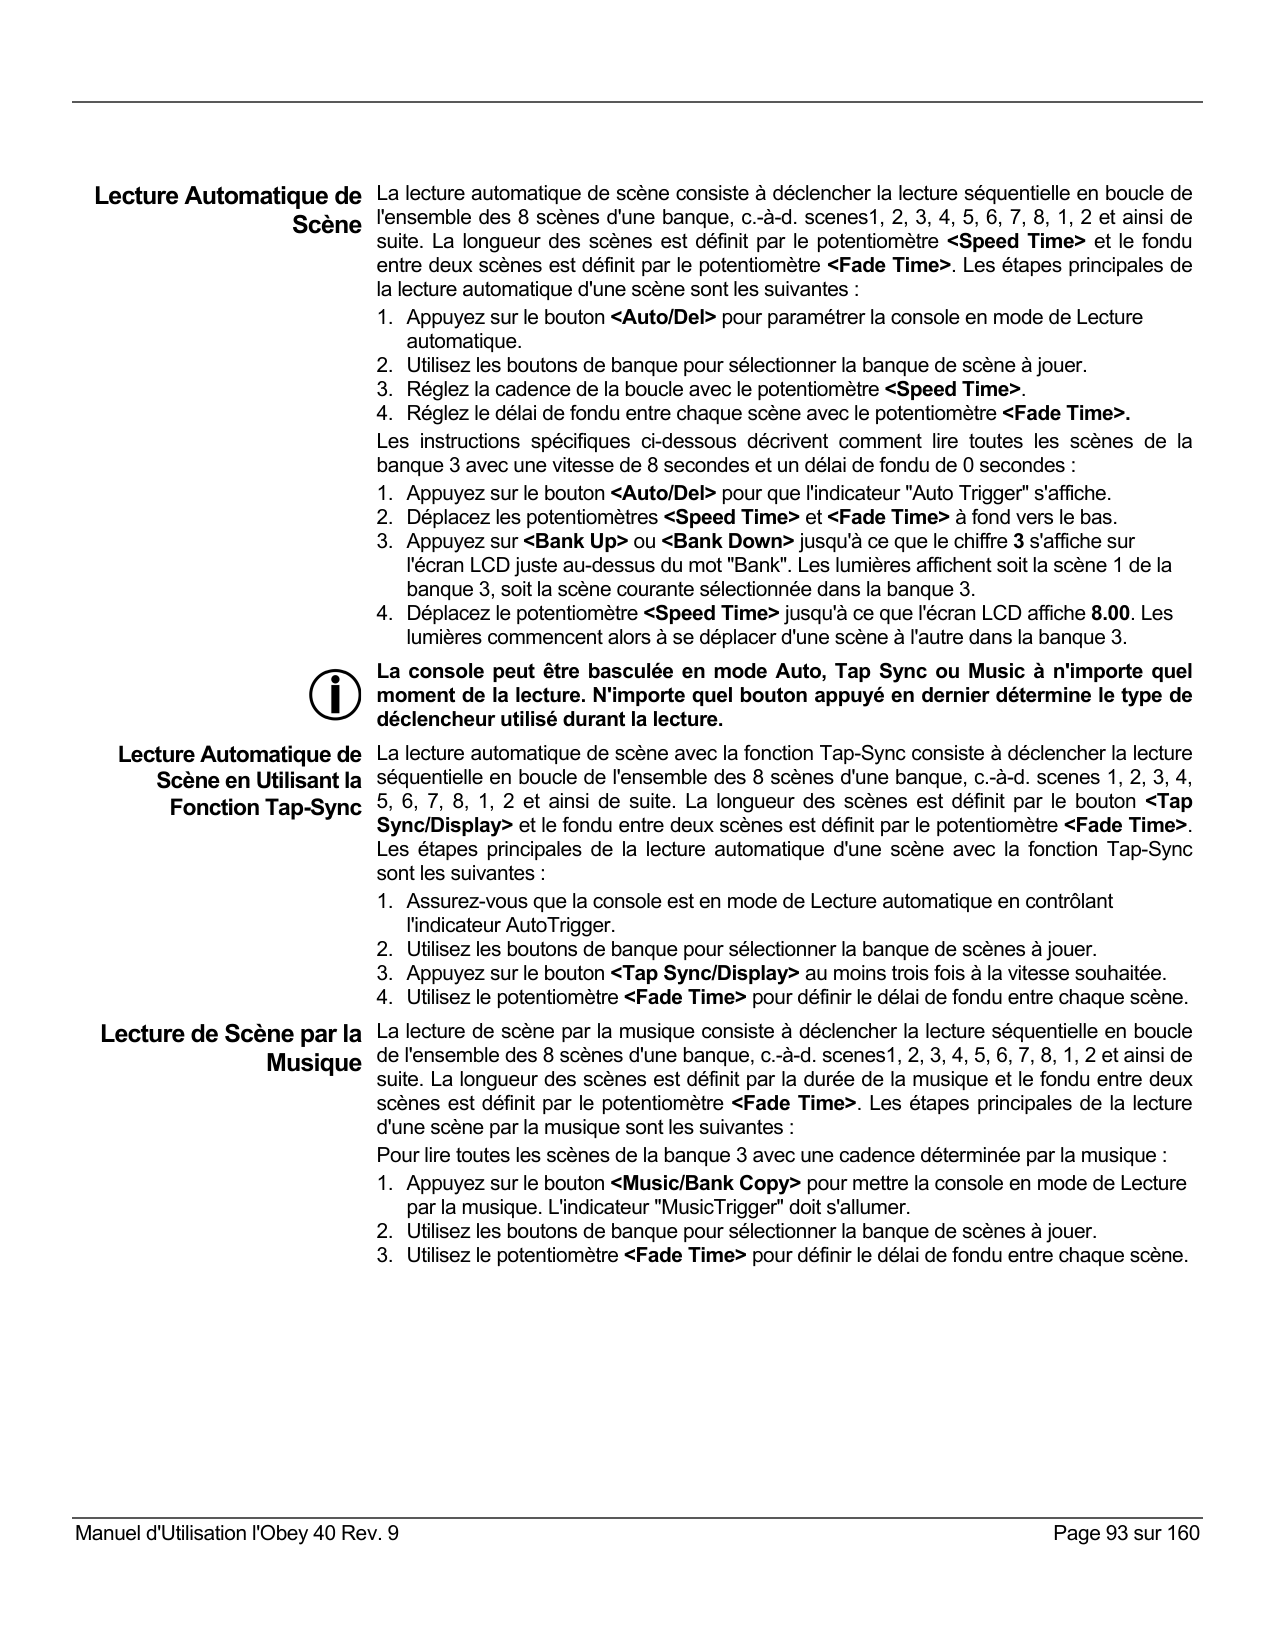 Lecture Automatique de
Scène
La lecture automatique de scène consiste à déclencher la lecture séquentielle en boucle de
l'ensemble des 8 scènes d'une banque, c.-à-d. scenes1, 2, 3, 4, 5, 6, 7, 8, 1, 2 et ainsi de
suite. La longueur des scènes est définit par le potentiomètre <Speed Time> et le fondu
entre deux scènes est définit par le potentiomètre <Fade Time>. Les étapes principales de
la lecture automatique d'une scène sont les suivantes :
1. Appuyez sur le bouton <Auto/Del> pour paramétrer la console en mode de Lecture
automatique.
2. Utilisez les boutons de banque pour sélectionner la banque de scène à jouer.
3. Réglez la cadence de la boucle avec le potentiomètre <Speed Time>.
4. Réglez le délai de fondu entre chaque scène avec le potentiomètre <Fade Time>.
Les instructions spécifiques ci-dessous décrivent comment lire toutes les scènes de la
banque 3 avec une vitesse de 8 secondes et un délai de fondu de 0 secondes :
1. Appuyez sur le bouton <Auto/Del> pour que l'indicateur "Auto Trigger" s'affiche.
2. Déplacez les potentiomètres <Speed Time> et <Fade Time> à fond vers le bas.
3. Appuyez sur <Bank Up> ou <Bank Down> jusqu'à ce que le chiffre 3 s'affiche sur
l'écran LCD juste au-dessus du mot "Bank". Les lumières affichent soit la scène 1 de la
banque 3, soit la scène courante sélectionnée dans la banque 3.
4. Déplacez le potentiomètre <Speed Time> jusqu'à ce que l'écran LCD affiche 8.00. Les
lumières commencent alors à se déplacer d'une scène à l'autre dans la banque 3.
La console peut être basculée en mode Auto, Tap Sync ou Music à n'importe quel
moment de la lecture. N'importe quel bouton appuyé en dernier détermine le type de
déclencheur utilisé durant la lecture.
Lecture Automatique de
Scène en Utilisant la
Fonction Tap-Sync
La lecture automatique de scène avec la fonction Tap-Sync consiste à déclencher la lecture
séquentielle en boucle de l'ensemble des 8 scènes d'une banque, c.-à-d. scenes 1, 2, 3, 4,
5, 6, 7, 8, 1, 2 et ainsi de suite. La longueur des scènes est définit par le bouton <Tap
Sync/Display> et le fondu entre deux scènes est définit par le potentiomètre <Fade Time>.
Les étapes principales de la lecture automatique d'une scène avec la fonction Tap-Sync
sont les suivantes :
1. Assurez-vous que la console est en mode de Lecture automatique en contrôlant
l'indicateur AutoTrigger.
2. Utilisez les boutons de banque pour sélectionner la banque de scènes à jouer.
3. Appuyez sur le bouton <Tap Sync/Display> au moins trois fois à la vitesse souhaitée.
4. Utilisez le potentiomètre <Fade Time> pour définir le délai de fondu entre chaque scène.
Lecture de Scène par la
Musique
La lecture de scène par la musique consiste à déclencher la lecture séquentielle en boucle
de l'ensemble des 8 scènes d'une banque, c.-à-d. scenes1, 2, 3, 4, 5, 6, 7, 8, 1, 2 et ainsi de
suite. La longueur des scènes est définit par la durée de la musique et le fondu entre deux
scènes est définit par le potentiomètre <Fade Time>. Les étapes principales de la lecture
d'une scène par la musique sont les suivantes :
Pour lire toutes les scènes de la banque 3 avec une cadence déterminée par la musique :
1. Appuyez sur le bouton <Music/Bank Copy> pour mettre la console en mode de Lecture
par la musique. L'indicateur "MusicTrigger" doit s'allumer.
2. Utilisez les boutons de banque pour sélectionner la banque de scènes à jouer.
3. Utilisez le potentiomètre <Fade Time> pour définir le délai de fondu entre chaque scène.
Manuel d'Utilisation l'Obey 40 Rev. 9
Page 93 sur 160